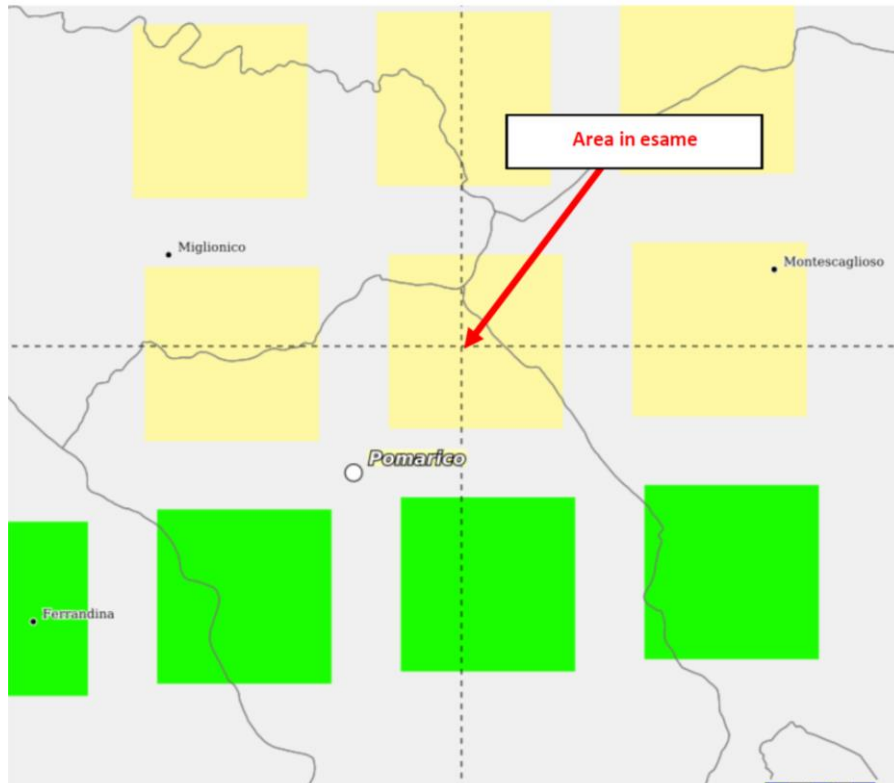 Area in esame
Miglionico
Montescaglioso
Pomarico
Ferrandina